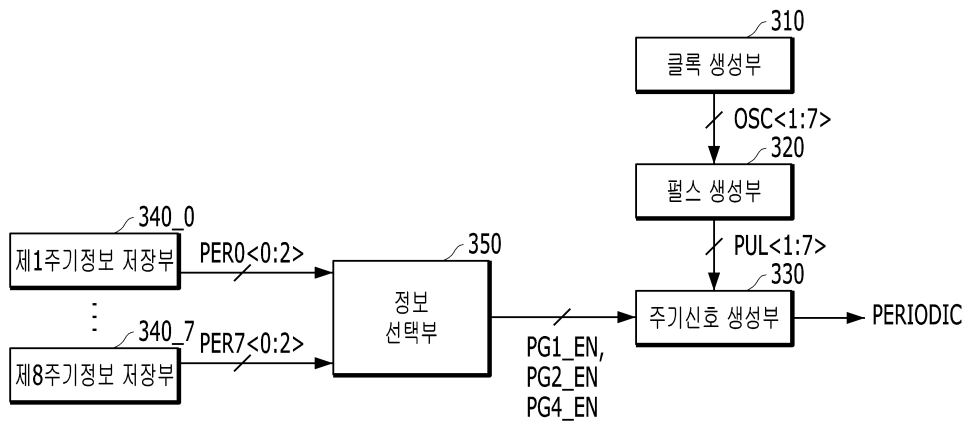 310
클록 생성부
OSC<1:7>
320
펄스 생성부
PUL<1:7>
330
주기신호 생성부
PERIODIC
340_0
제1주기정보 저장부
PER0<0:2>
340_7
제8주기정보 저장부
PER7<0:2>
350
정보
선택부
PG1_EN,
PG2_EN
PG4_EN